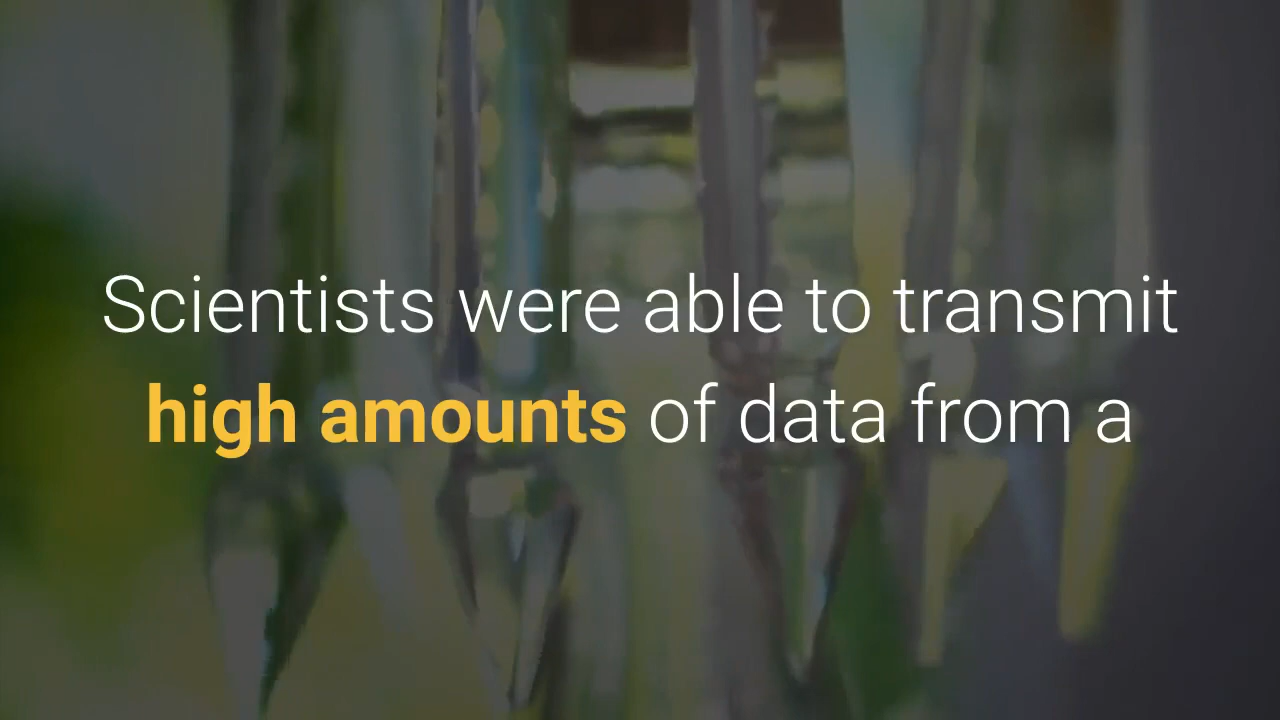 Scientists were able to transmit
high amounts of data from a